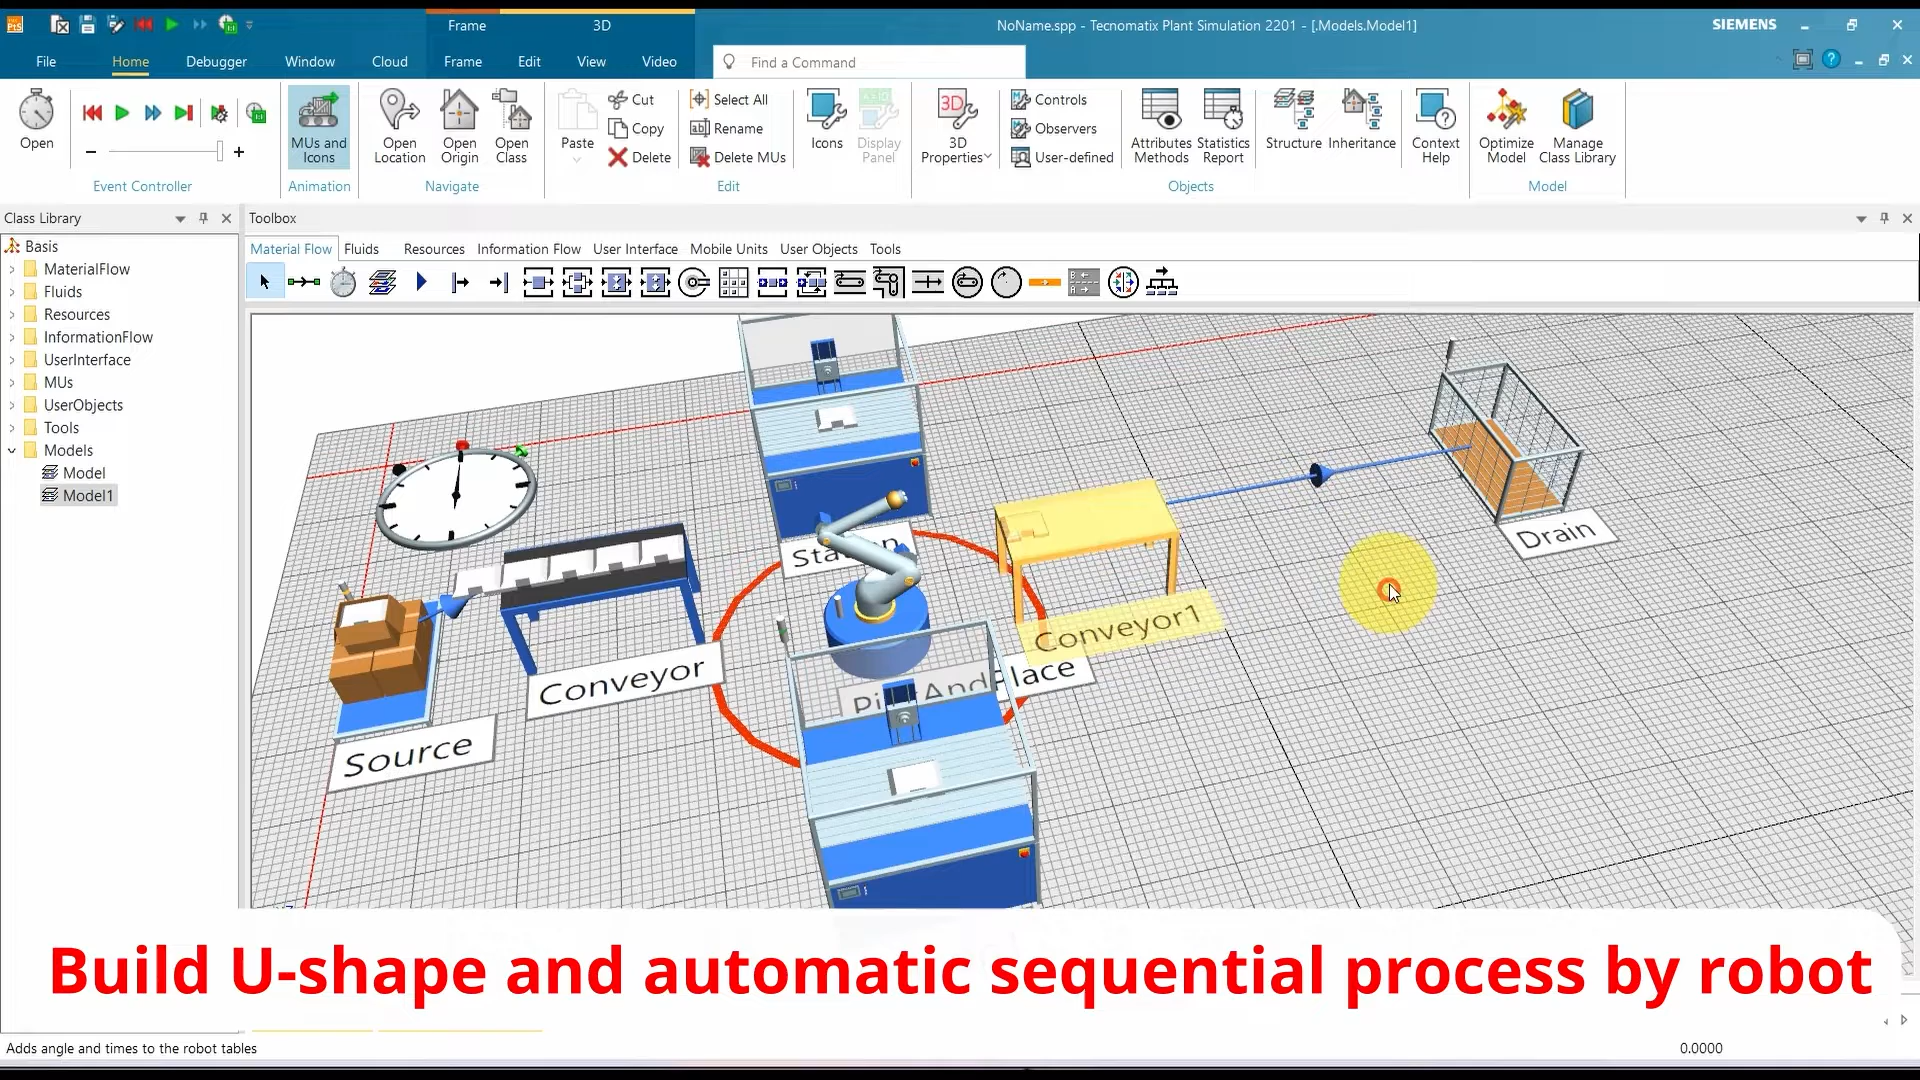 Frame
3D
NoName.spp - Tecnomatix Plant Simulation 2201 - [.Models.Model1]
SIEMENS
File
Home
Debugger
Window
Cloud
Frame
Edit
View
Video
Find a Command
Open
Event Controller
MUs and
Icons
Animation
Open
Location
Open
Origin
Open
Class
Navigate
Paste
Cut
Copy
Delete
Select All
Rename
Delete MUs
Icons
Display
Panel
Edit
3D
Properties
Controls
Observers
User-defined
Attributes
Methods
Statistics
Report
Structure
Inheritance
Objects
Context
Help
Optimize
Model
Manage
Class Library
Model
Class Library
Basis
MaterialFlow
Fluids
Resources
InformationFlow
UserInterface
MUs
UserObjects
Tools
Models
Model
Model1
Toolbox
Material Flow
Fluids
Resources
Information Flow
User Interface
Mobile Units
User Objects
Tools
Drain
Conveyor1
Conveyor
Source
Build U-shape and automatic sequential process by robot
Adds angle and times to the robot tables
0.0000